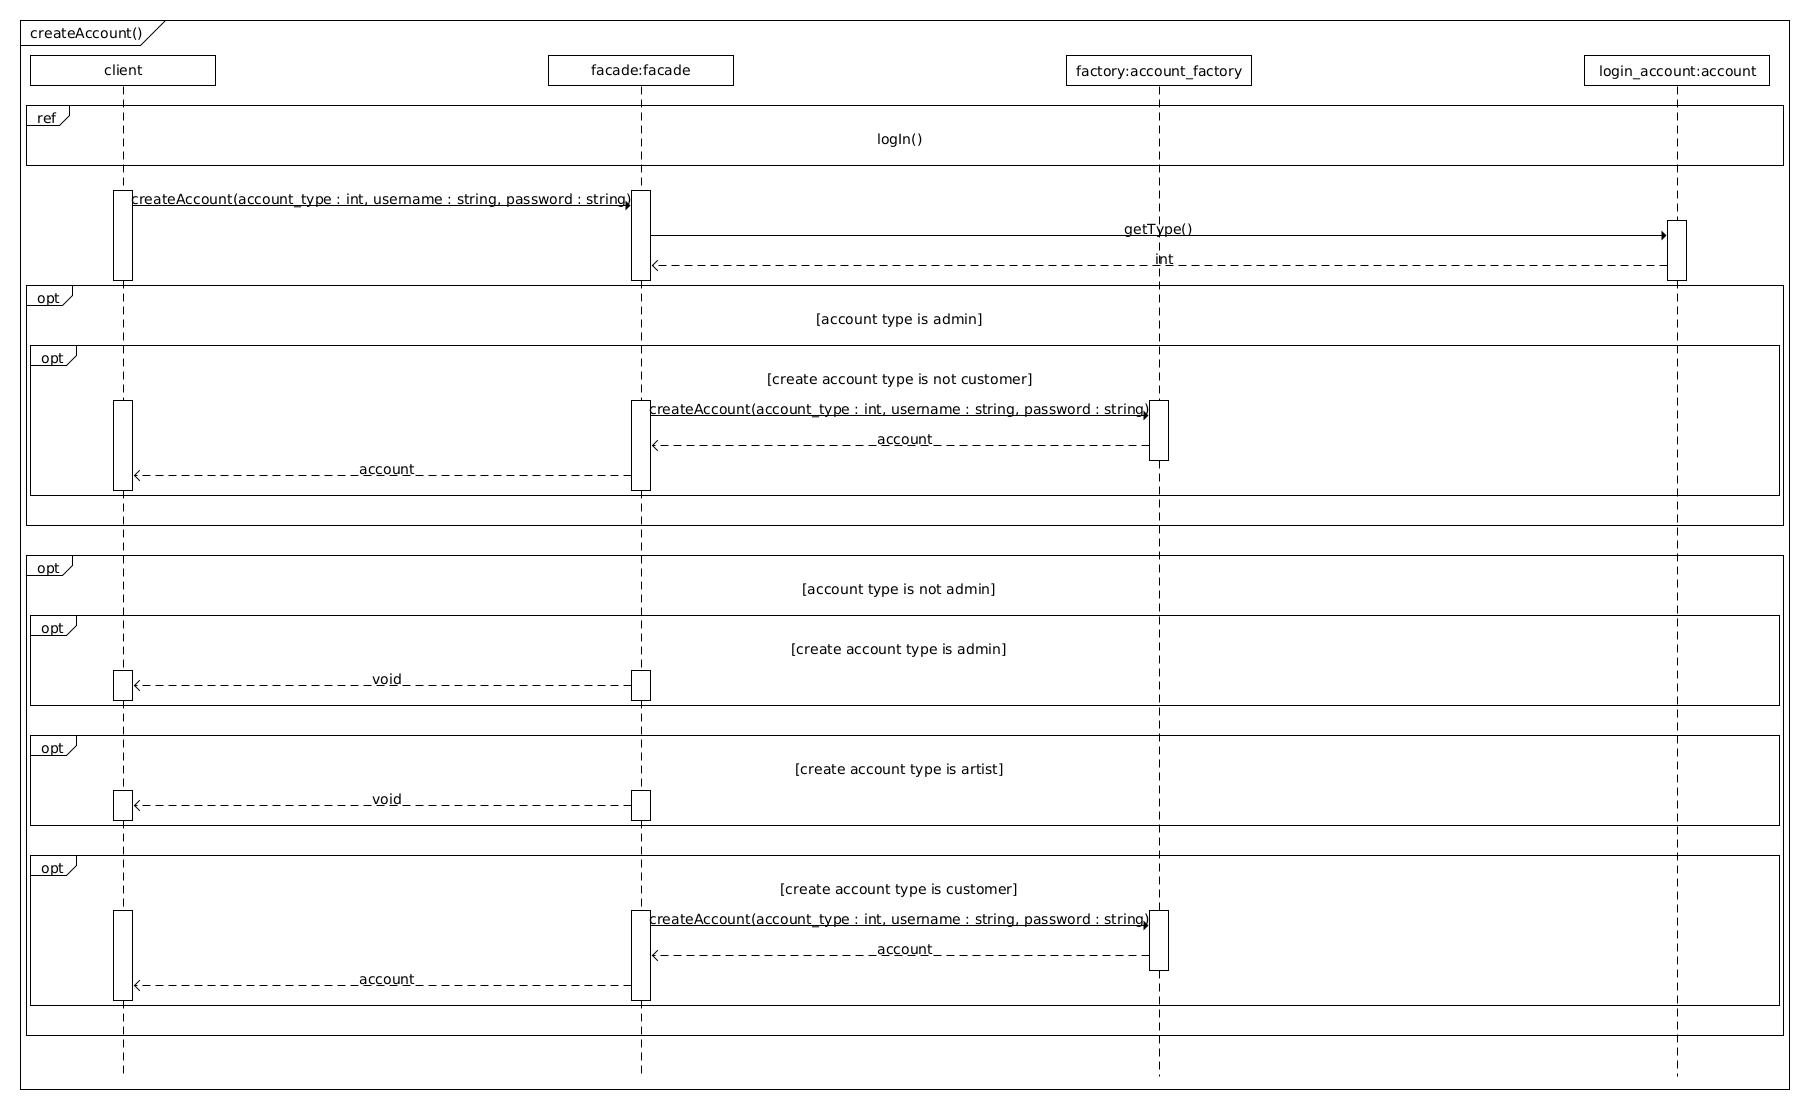 createAccount()
client
facade:facade
factory:account_factory
login_account:account
ref
logIn()
createAccount(account_type : int, username : string, password : string)
getType()
int
opt
[account type is admin]
opt
[create account type is not customer]
createAccount(account_type : int, username : string, password : string)
account
account
opt
[account type is not admin]
opt
[create account type is admin]
void
opt
[create account type is artist]
void
opt
[create account type is customer]
createAccount(account_type : int, username : string, password : string)
account
account